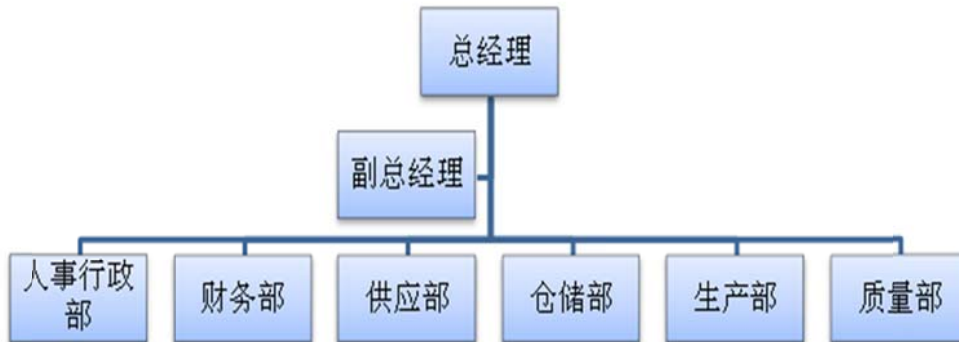 总经理
副总经理
人事行政
部
财务部
供应部
仓储部
生产部
质量部